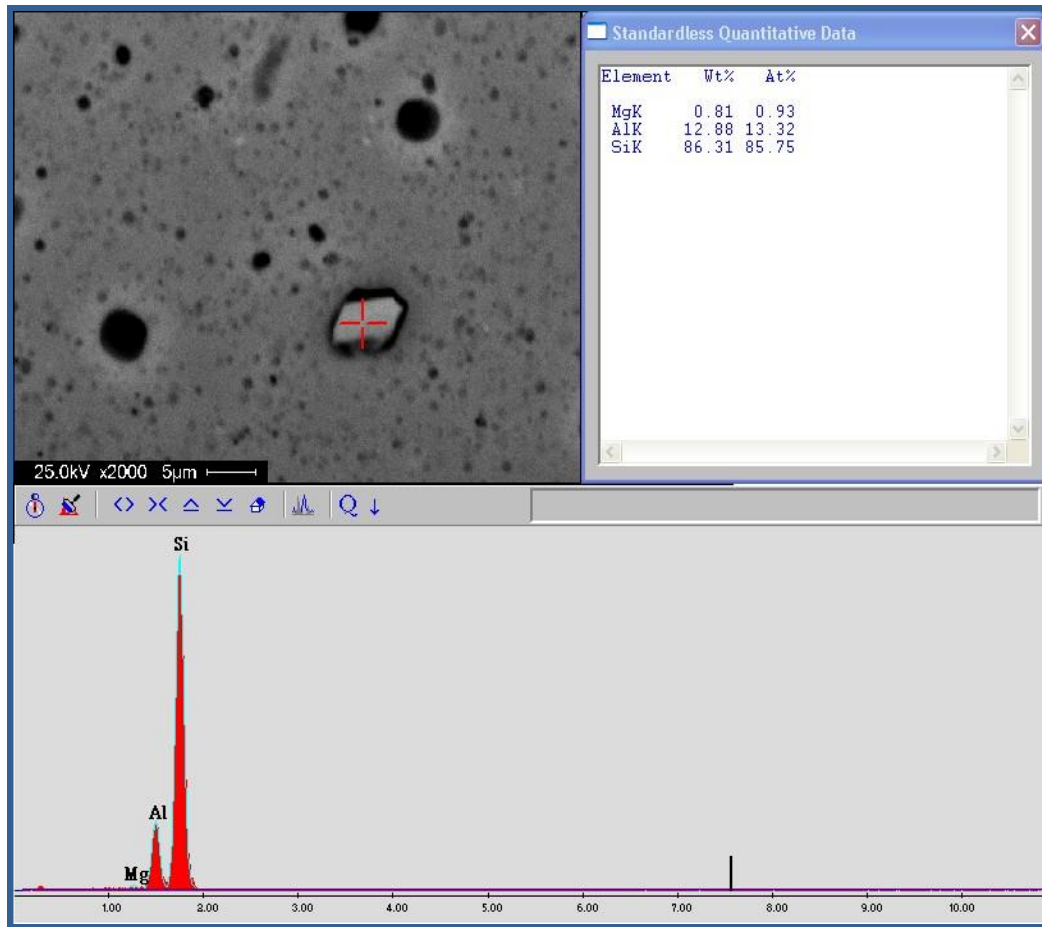 Standardless Quantitative Data
Element Wt% At%
MgK 0.81 0.93
AlK 12.88 13.32
SiK 86.31 85.75
25.0kV x2000 5µm
Q
Si
Al
Mg
1.00 2.00 3.00 4.00 5.00 6.00 7.00 8.00 9.00 10.00